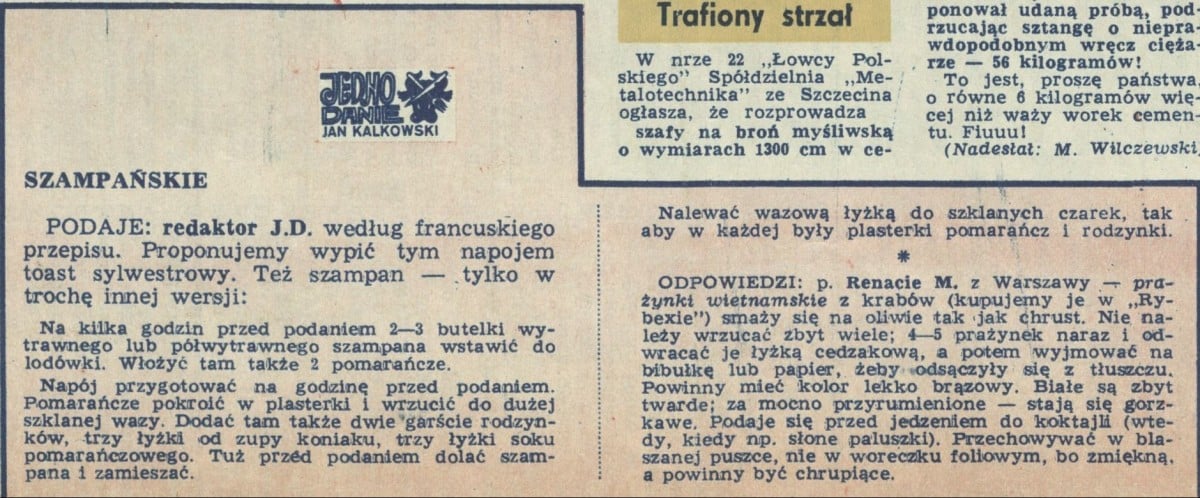 JEDNO
DANIE
JAN KALKOWSKI
SZAMPAŃSKIE
PODAJE: redaktor J.D. według francuskiego
przepisu. Proponujemy wypić tym napojem
toast sylwestrowy. Też szampan — tylko w
trochę innej wersji:
Na kilka godzin przed podaniem 2—3 butelki wy-
trawnego lub półwytrawnego szampana wstawić do
lodówki. Włożyć tam także 2 pomarańcze.
Napój przygotować na godzinę przed podaniem.
Pomarańcze pokroić w plasterki i wrzucić do dużej
szklanej wazy. Dodać tam także dwie garście rodzyn-
ków, trzy łyżki od zupy koniaku, trzy łyżki soku
pomarańczowego. Tuż przed podaniem dolać szam-
pana i zamieszać.
Nalewać wazową łyżką do szklanych czarek, tak
aby w każdej były plasterki pomarańcz i rodzynki.
*
ODPOWIEDZI: p. Renacie M. z Warszawy — pra-
żynki wietnamskie z krabów (kupujemy je w „Ry-
bexie") smaży się na oliwie tak jak chrust. Nie na-
leży wrzucać zbyt wiele; 4—5 prażynek naraz i od-
wracać je łyżką cedzakową, a potem wyjmować na
bibułkę lub papier, żeby odsączyły się z tłuszczu.
Powinny mieć kolor lekko brązowy. Białe są zbyt
twarde; za mocno przyrumienione — stają się gorz-
kawe. Podaje się przed jedzeniem do koktajli (wte-
dy, kiedy np. słone paluszki). Przechowywać w bla-
szanej puszce, nie w woreczku foliowym, bo zmiękną,
a powinny być chrupiące.
Trafiony strzał
W nrze 22 „Łowcy Pol-
skiego" Spółdzielnia „Me-
talotechnika" ze Szczecina
ogłasza, że rozprowadza
szafy na broń myśliwską
o wymiarach 1300 cm w ce-
ponował udaną próbą, pod-
rzucając sztangę o niepra-
wdopodobnym wręcz cięża-
rze — 56 kilogramów!
To jest, proszę państwa,
o równe 6 kilogramów wię-
cej niż waży worek cemen-
tu. Fiuuu!
(Nadesłał: M. Wilczewski